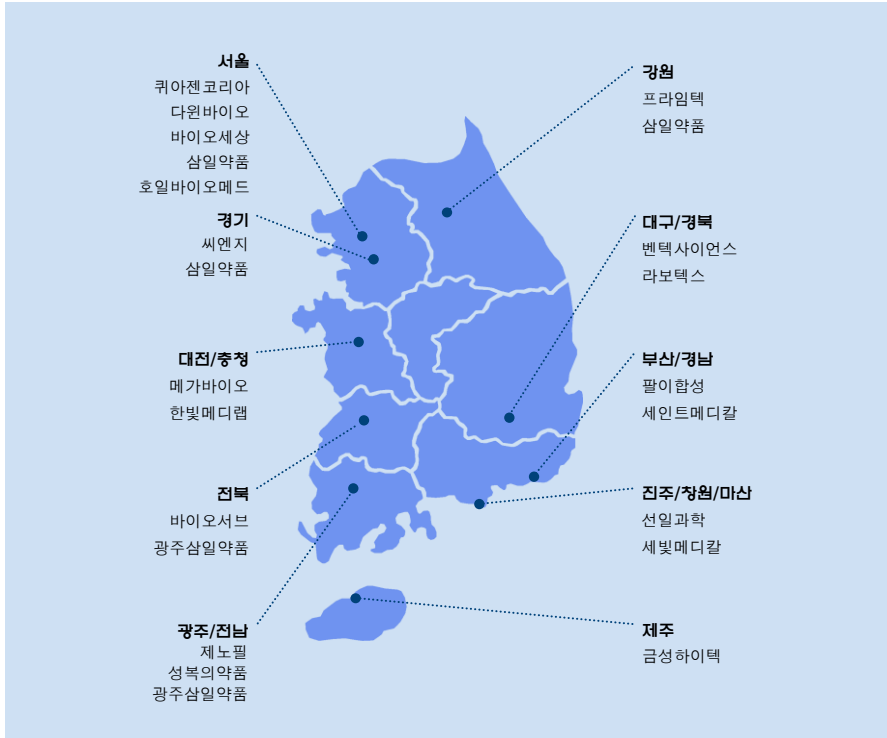 서울
퀴아젠코리아
다윈바이오
바이오세상
삼일약품
호일바이오메드
경기
씨엔지
삼일약품
대전/충청
메가바이오
한빛메디랩
전북
바이오서브
광주삼일약품
광주/전남
제노필
성복의약품
광주삼일약품
강원
프라임텍
삼일약품
대구/경북
벤텍사이언스
라보텍스
부산/경남
팔이합성
세인트메디칼
진주/창원/마산
선일과학
세빛메디칼
제주
금성하이텍